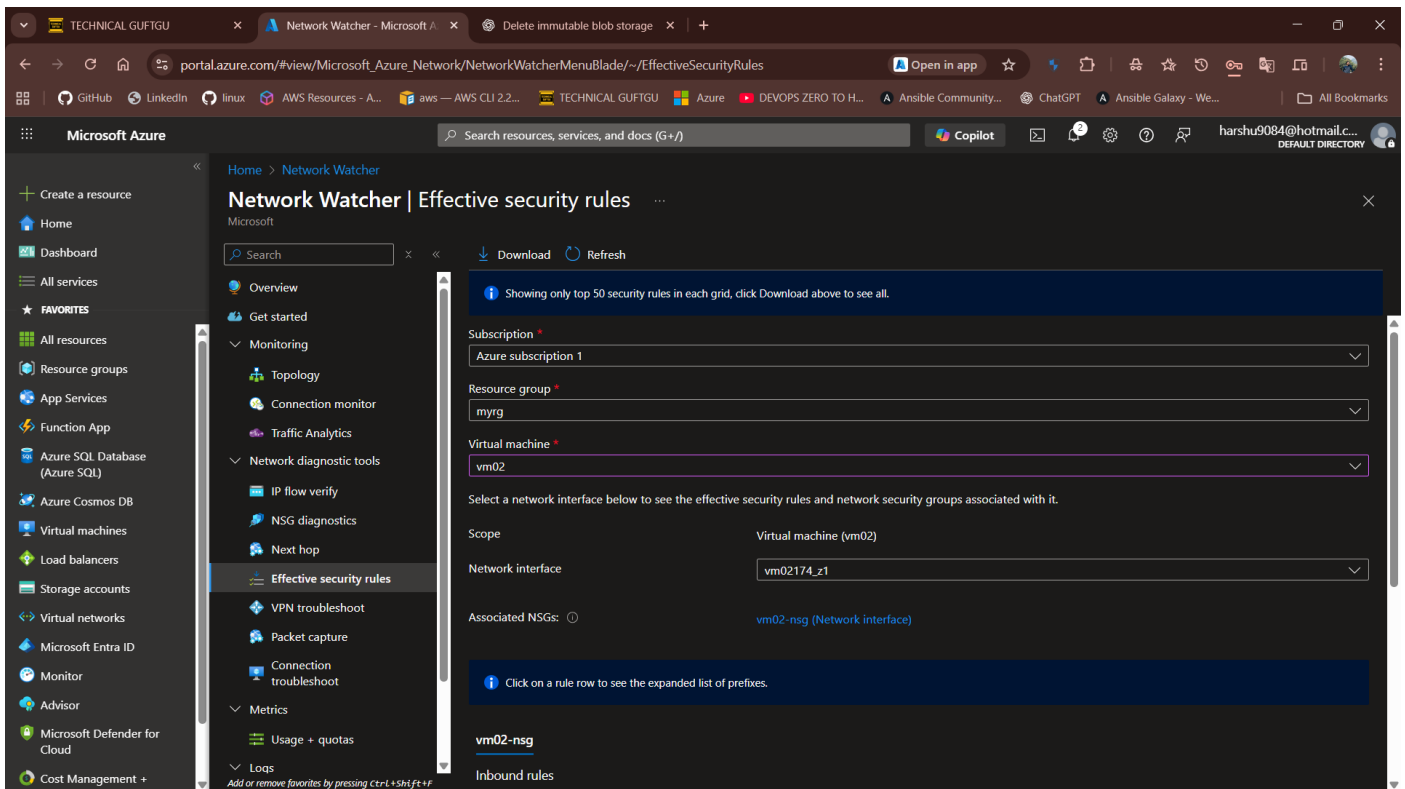 TECHNICAL GUFTGU
Network Watcher - Microsoft A
Delete immutable blob storage
portal.azure.com/#view/Microsoft_Azure_Network/NetworkWatcherMenuBlade/~/EffectiveSecurityRules
Open in app
GitHub LinkedIn linux AWS Resources - A... aws — AWS CLI 2.2... TECHNICAL GUFTGU Azure DEVOPS ZERO TO H... Ansible Community... ChatGPT Ansible Galaxy - We... All Bookmarks
Microsoft Azure
Search resources, services, and docs (G+/)
Copilot
2
harshu9084@hotmail.c...
DEFAULT DIRECTORY
Create a resource
Home
Dashboard
All services
FAVORITES
All resources
Resource groups
App Services
Function App
Azure SQL Database
(Azure SQL)
Azure Cosmos DB
Virtual machines
Load balancers
Storage accounts
Virtual networks
Microsoft Entra ID
Monitor
Advisor
Microsoft Defender for
Cloud
Cost Management +
Home > Network Watcher
Network Watcher | Effective security rules ...
Microsoft
Search
Overview
Get started
Monitoring
Topology
Connection monitor
Traffic Analytics
Network diagnostic tools
IP flow verify
NSG diagnostics
Next hop
Effective security rules
VPN troubleshoot
Packet capture
Connection
troubleshoot
Metrics
Usage + quotas
Logs
Add or remove favorites by pressing Ctrl+Shift+F
Download Refresh
Showing only top 50 security rules in each grid, click Download above to see all.
Subscription *
Azure subscription 1
Resource group *
myrg
Virtual machine *
vm02
Select a network interface below to see the effective security rules and network security groups associated with it.
Scope Virtual machine (vm02)
Network interface vm02174_z1
Associated NSGs: vm02-nsg (Network interface)
Click on a rule row to see the expanded list of prefixes.
vm02-nsg
Inbound rules